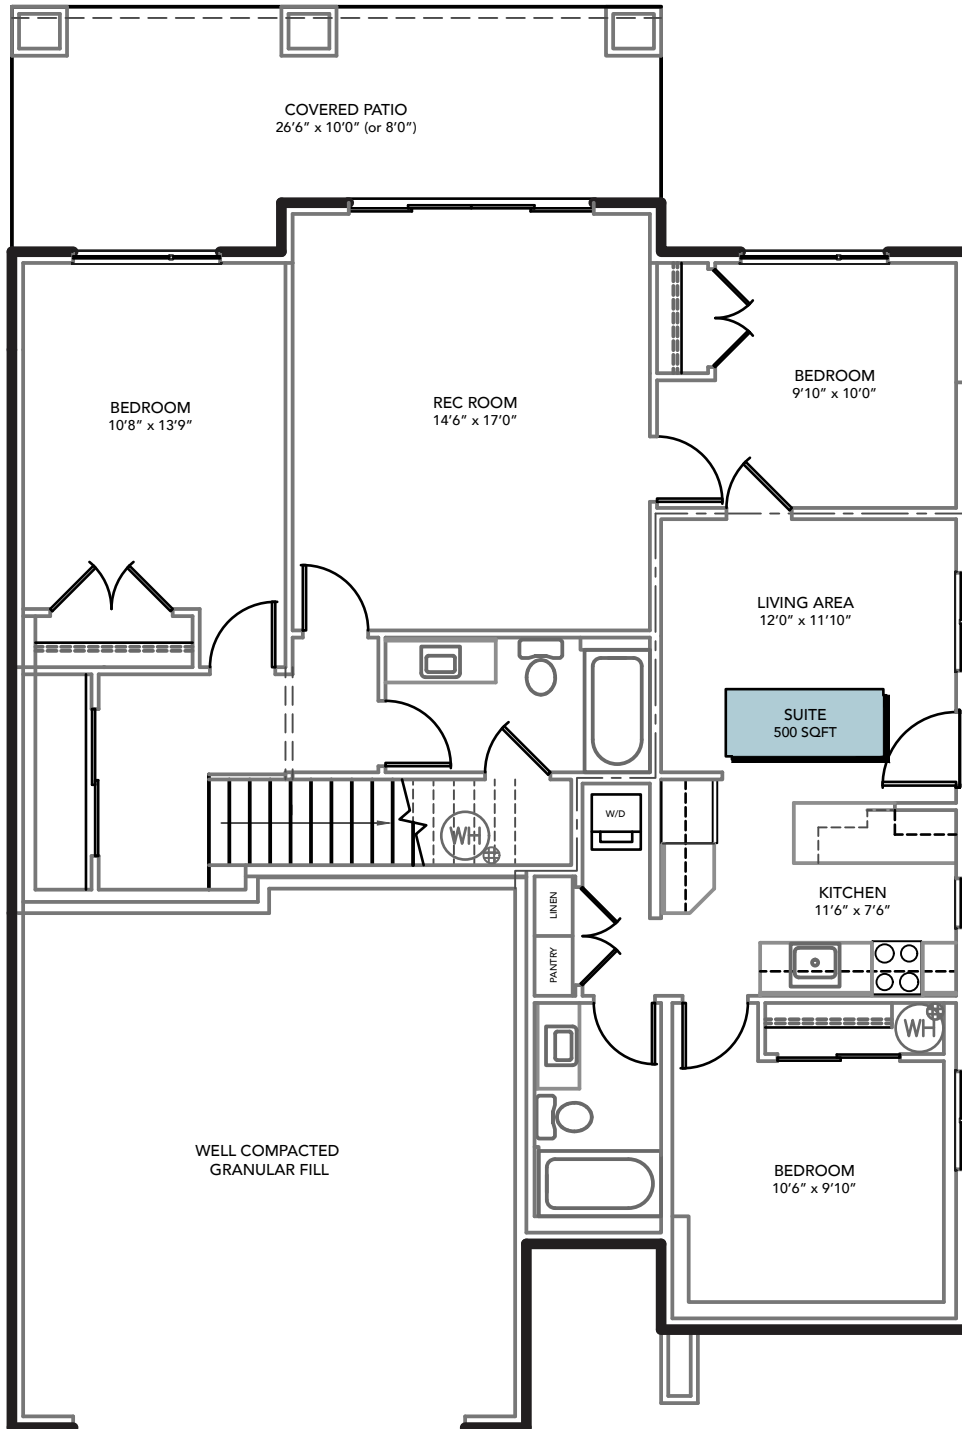 COVERED PATIO
26'6" x 10'0" (or 8'0")
BEDROOM
10'8" x 13'9"
REC ROOM
14'6" x 17'0"
BEDROOM
9'10" x 10'0"
LIVING AREA
12'0" x 11'10"
SUITE
500 SQFT
W/D
WH
KITCHEN
11'6" x 7'6"
LINEN
PANTRY
WH
WELL COMPACTED
GRANULAR FILL
BEDROOM
10'6" x 9'10"